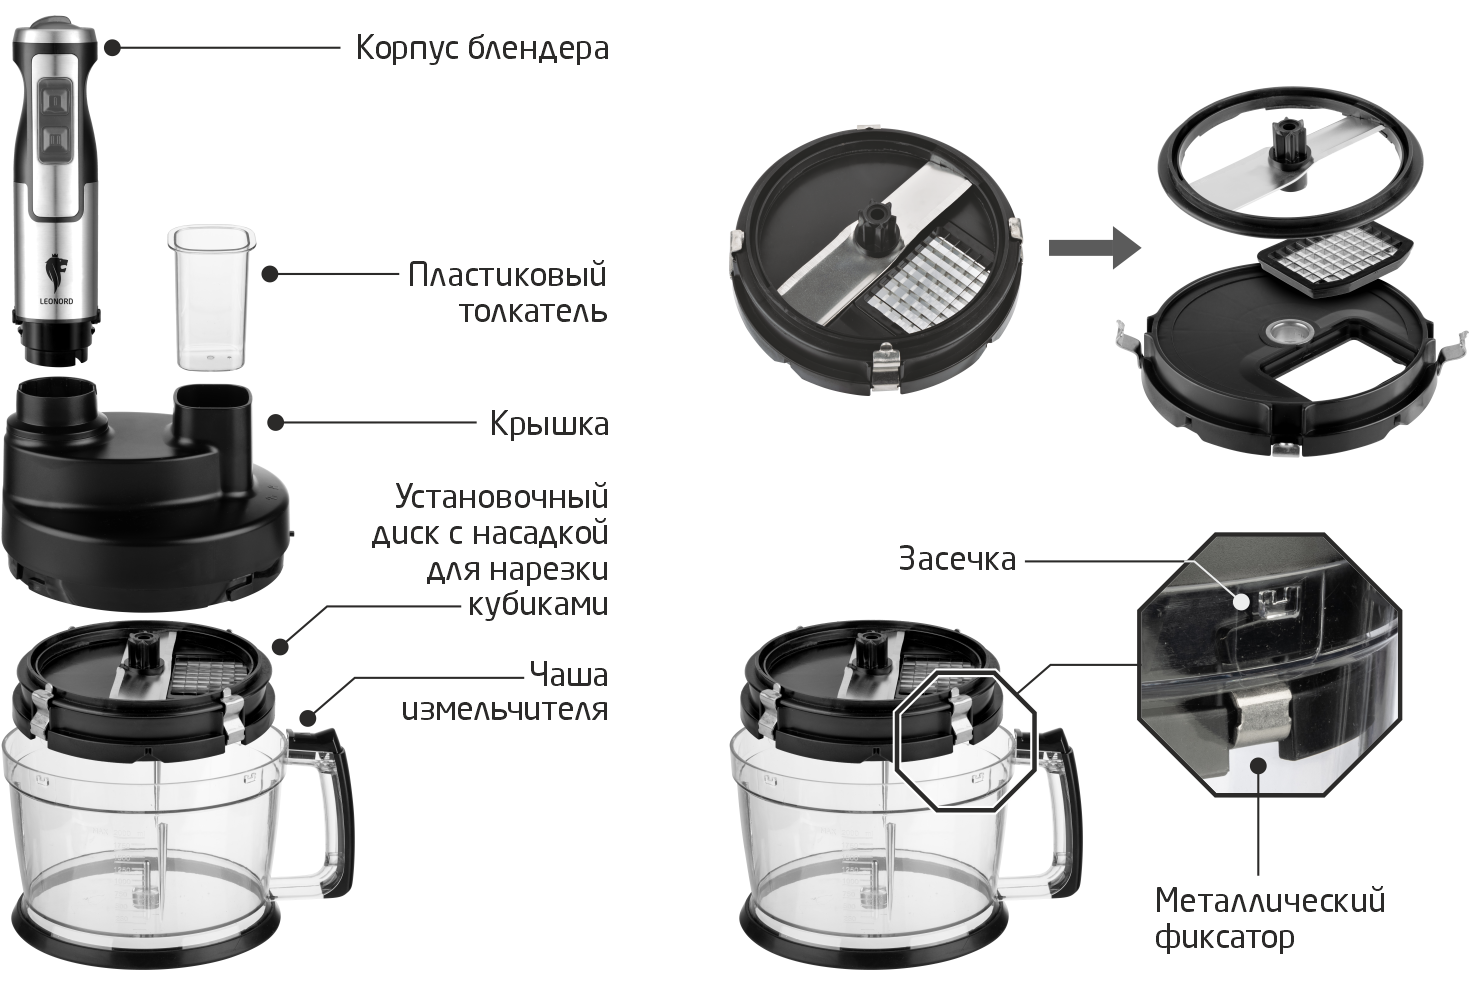 Корпус блендера
LEONORD
Пластиковый
толкатель
Крышка
Установочный
диск с насадкой
для нарезки
кубиками
Чаша
измельчителя
Засечка
Металлический
фиксатор